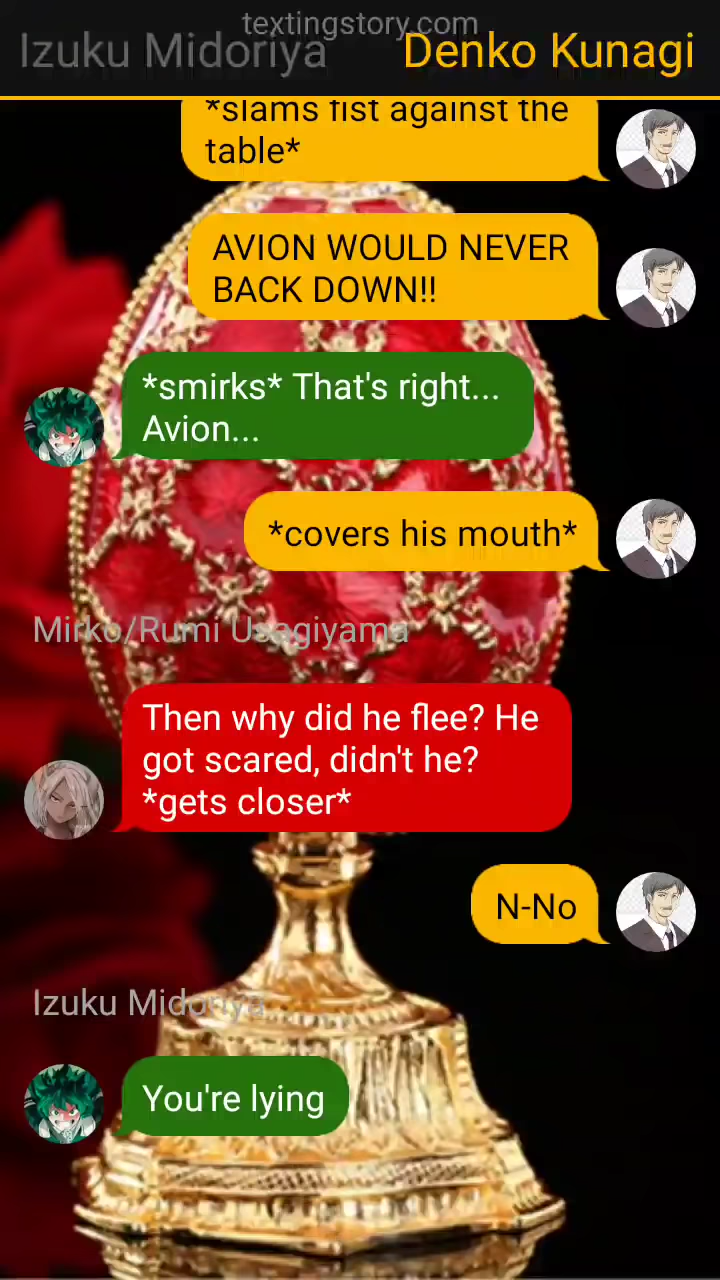 textingstory.com
Izuku Midoriya
Denko Kunagi
*slams fist against the
table*
AVION WOULD NEVER
BACK DOWN!!
*smirks* That's right...
Avion...
*covers his mouth*
Mirko/Rumi Usagiyama
Then why did he flee? He
got scared, didn't he?
*gets closer*
N-No
Izuku Midoriya
You're lying